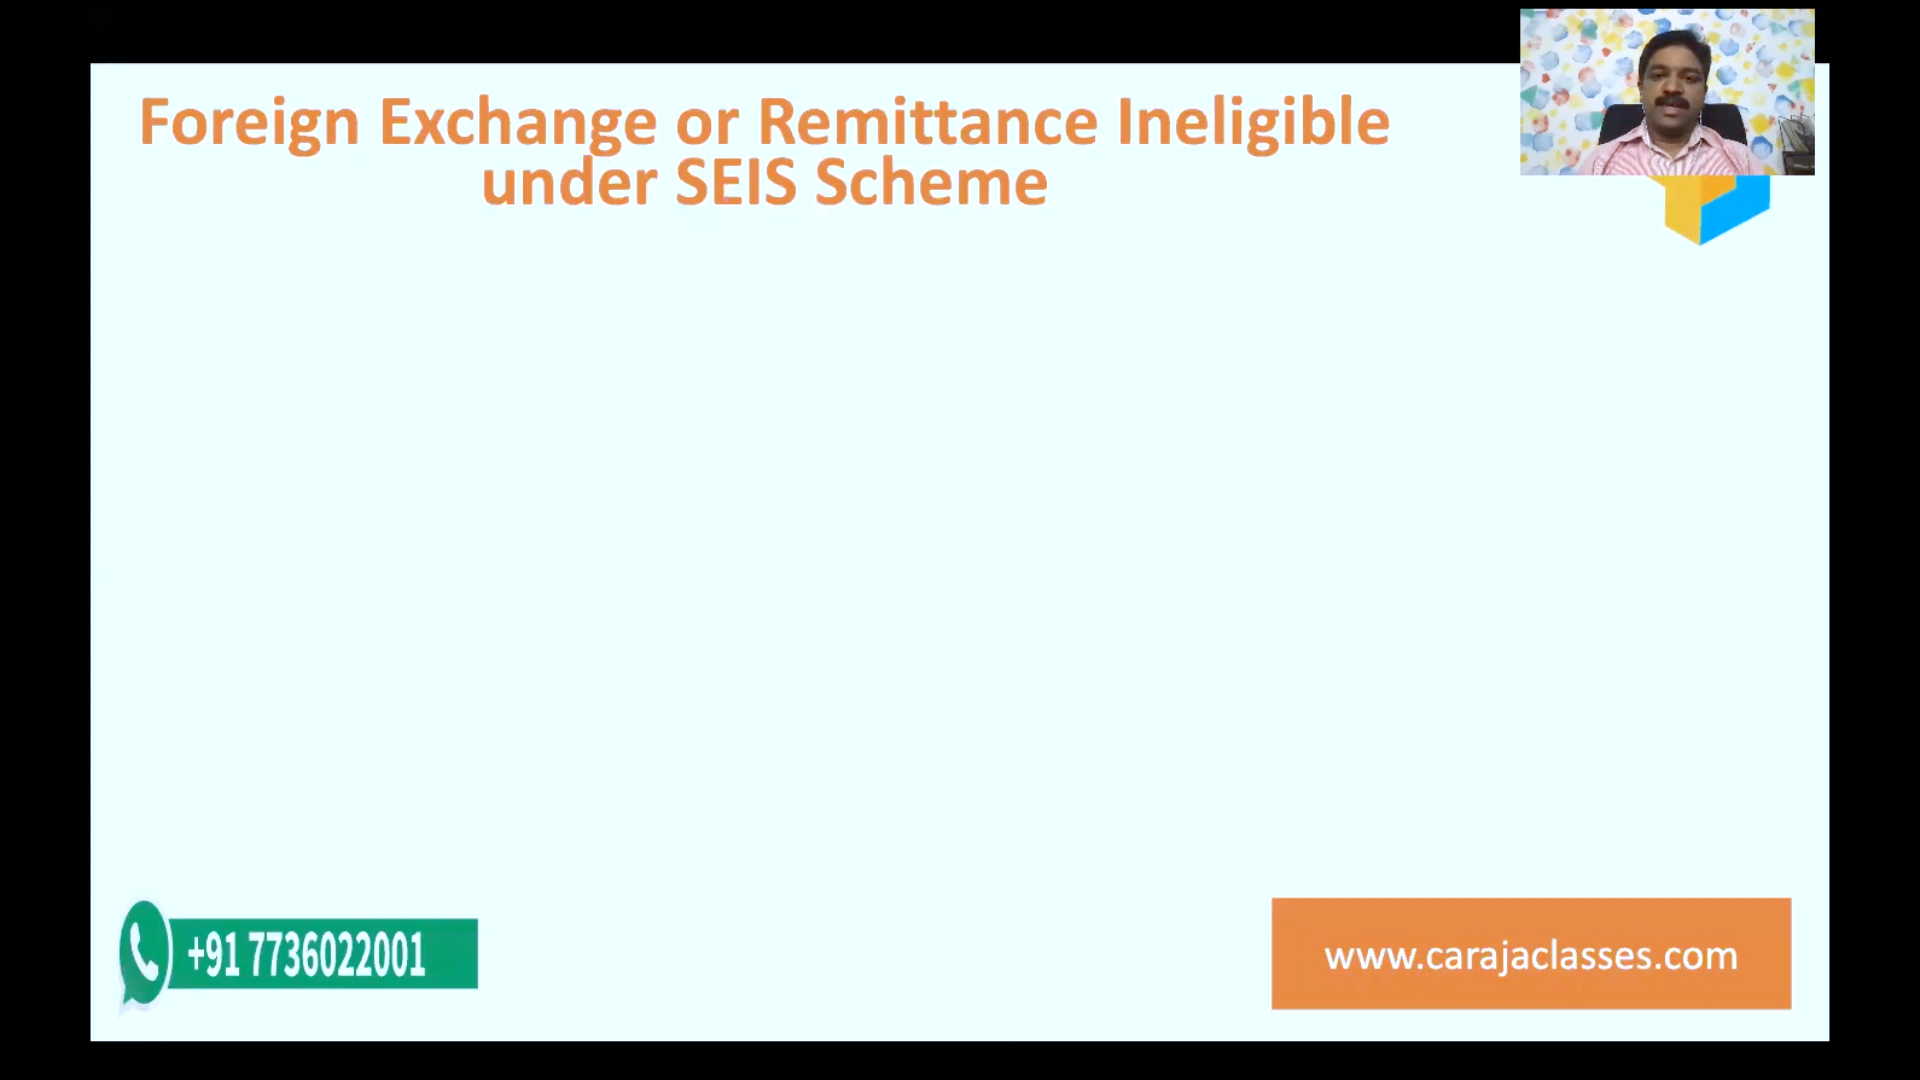 Foreign Exchange or Remittance Ineligible
under SEIS Scheme
+91 7736022001
www.carajaclasses.com